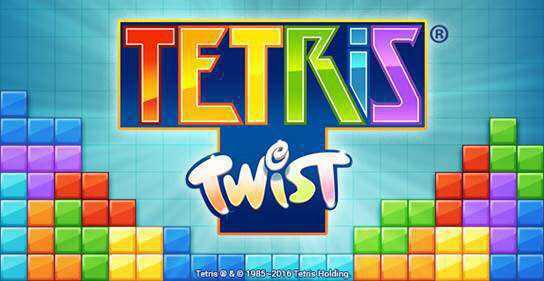 TETRiS®
TWiST
Tetris ® & © 1985~2016 Tetris Holding.